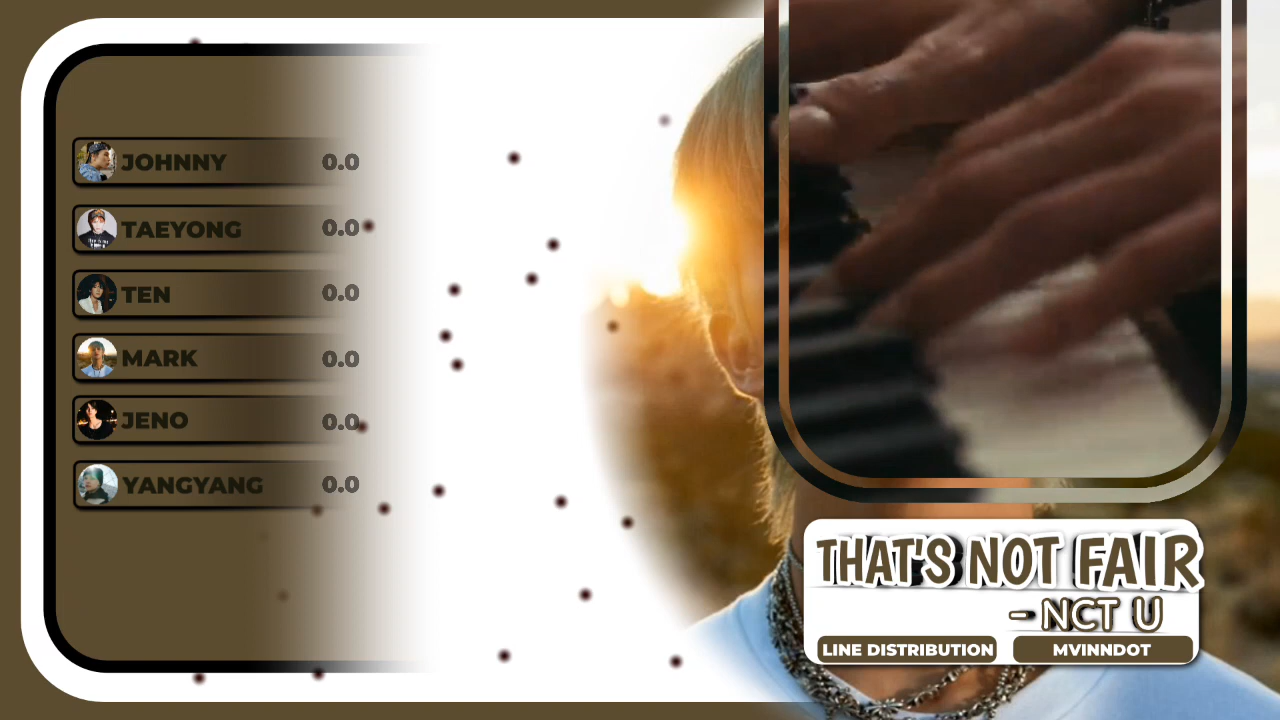 JOHNNY 0.0
TAEYONG 0.0
TEN 0.0
MARK 0.0
JENO 0.0
YANGYANG 0.0
THAT'S NOT FAIR
- NCT U
LINE DISTRIBUTION
MVINNDOT